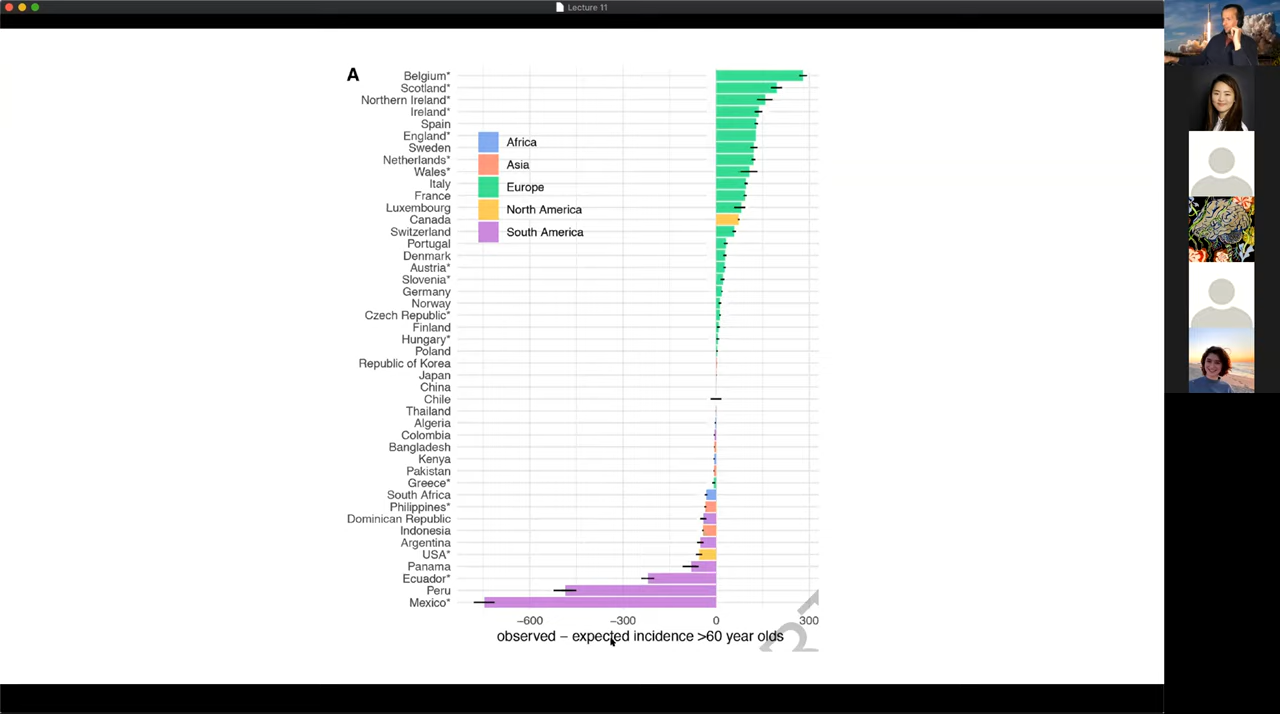 Lecture 11
A
Belgium*
Scotland*
Northern Ireland*
Ireland*
Spain
England*
Sweden
Netherlands*
Wales*
Italy
France
Luxembourg
Canada
Switzerland
Portugal
Denmark
Austria*
Slovenia*
Germany
Norway
Czech Republic*
Finland
Hungary*
Poland
Republic of Korea
Japan
China
Chile
Thailand
Algeria
Colombia
Bangladesh
Kenya
Pakistan
Greece*
South Africa
Philippines*
Dominican Republic
Indonesia
Argentina
USA*
Panama
Ecuador*
Peru
Mexico*
Africa
Asia
Europe
North America
South America
−600 −300 0 300
observed − expected incidence >60 year olds